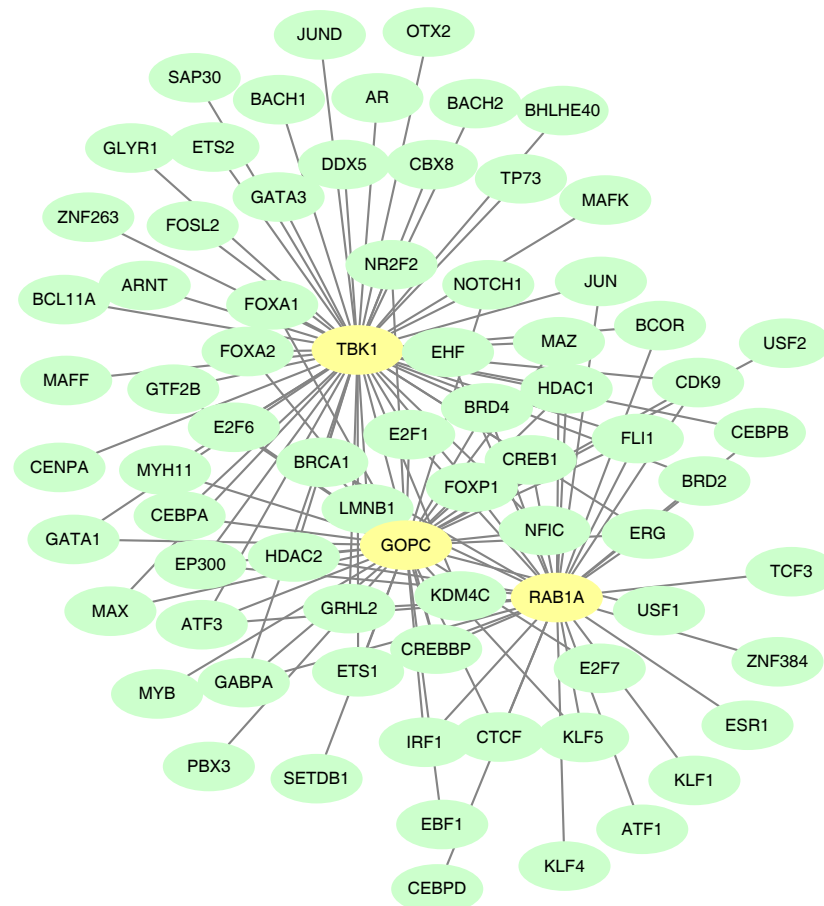 OTX2
JUND
SAP30
BACH1
AR
BACH2
BHLHE40
GLYR1
ETS2
DDX5
CBX8
TP73
GATA3
MAFK
ZNF263
FOSL2
NR2F2
NOTCH1
JUN
ARNT
BCL11A
FOXA1
BCOR
USF2
TBK1
EHF
MAZ
FOXA2
MAFF
GTF2B
HDAC1
CDK9
BRD4
E2F6
E2F1
FLI1
CEBPB
CENPA
MYH11
BRCA1
CREB1
FOXP1
BRD2
CEBPA
LMNB1
GATA1
NFIC
ERG
GOPC
EP300
HDAC2
TCF3
MAX
ATF3
GRHL2
KDM4C
RAB1A
USF1
CREBBP
ZNF384
MYB
GABPA
ETS1
E2F7
ESR1
PBX3
SETDB1
IRF1
CTCF
KLF5
KLF1
EBF1
ATF1
KLF4
CEBPD